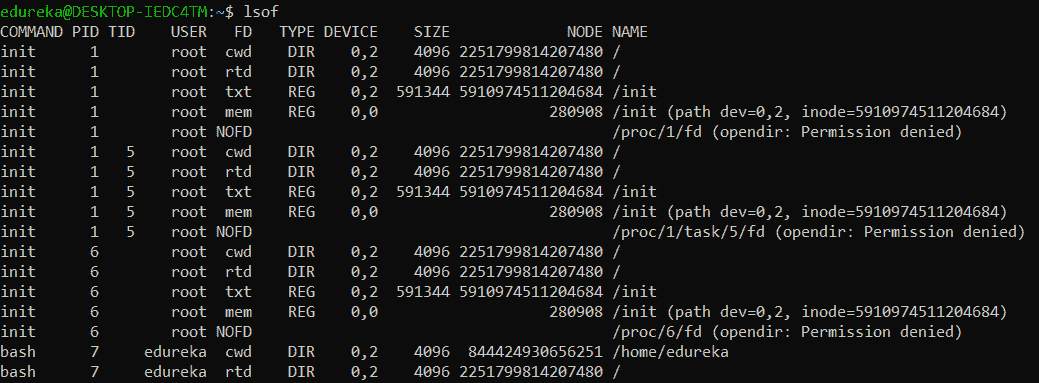 edureka@DESKTOP-IEDC4TM:~$ lsof
COMMAND PID TID    USER   FD   TYPE DEVICE   SIZE             NODE NAME
init      1        root  cwd    DIR    0,2   4096 2251799814207480 /
init      1        root  rtd    DIR    0,2   4096 2251799814207480 /
init      1        root  txt    REG    0,2 591344 5910974511204684 /init
init      1        root  mem    REG    0,0                  280908 /init (path dev=0,2, inode=5910974511204684)
init      1        root NOFD                                       /proc/1/fd (opendir: Permission denied)
init      1   5    root  cwd    DIR    0,2   4096 2251799814207480 /
init      1   5    root  rtd    DIR    0,2   4096 2251799814207480 /
init      1   5    root  txt    REG    0,2 591344 5910974511204684 /init
init      1   5    root  mem    REG    0,0                  280908 /init (path dev=0,2, inode=5910974511204684)
init      1   5    root NOFD                                       /proc/1/task/5/fd (opendir: Permission denied)
init      6        root  cwd    DIR    0,2   4096 2251799814207480 /
init      6        root  rtd    DIR    0,2   4096 2251799814207480 /
init      6        root  txt    REG    0,2 591344 5910974511204684 /init
init      6        root  mem    REG    0,0                  280908 /init (path dev=0,2, inode=5910974511204684)
init      6        root NOFD                                       /proc/6/fd (opendir: Permission denied)
bash      7     edureka  cwd    DIR    0,2   4096  844424930656251 /home/edureka
bash      7     edureka  rtd    DIR    0,2   4096 2251799814207480 /